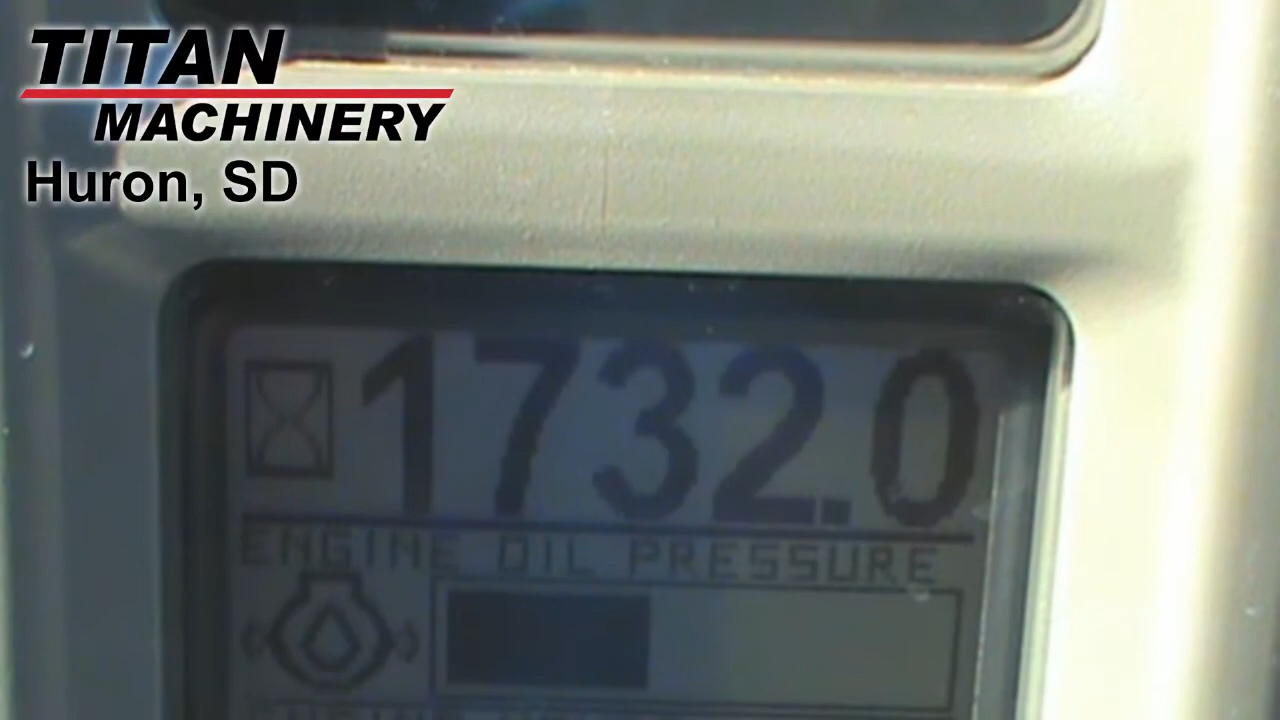 TITAN
MACHINERY
Huron, SD
1732.0
ENGINE OIL PRESSURE